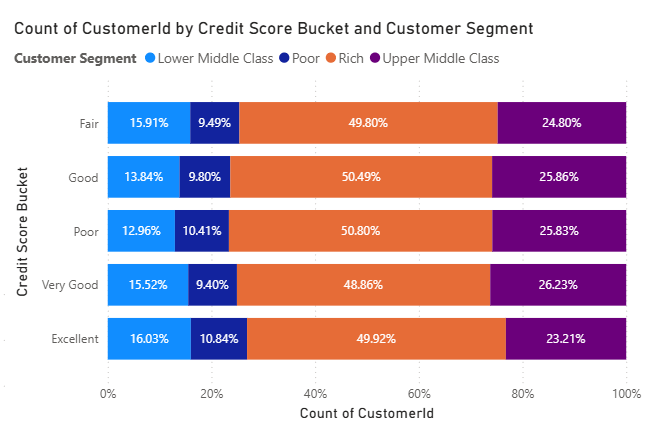 Count of CustomerId by Credit Score Bucket and Customer Segment
Customer Segment Lower Middle Class Poor Rich Upper Middle Class
Credit Score Bucket
Fair 15.91% 9.49% 49.80% 24.80%
Good 13.84% 9.80% 50.49% 25.86%
Poor 12.96% 10.41% 50.80% 25.83%
Very Good 15.52% 9.40% 48.86% 26.23%
Excellent 16.03% 10.84% 49.92% 23.21%
0% 20% 40% 60% 80% 100%
Count of CustomerId